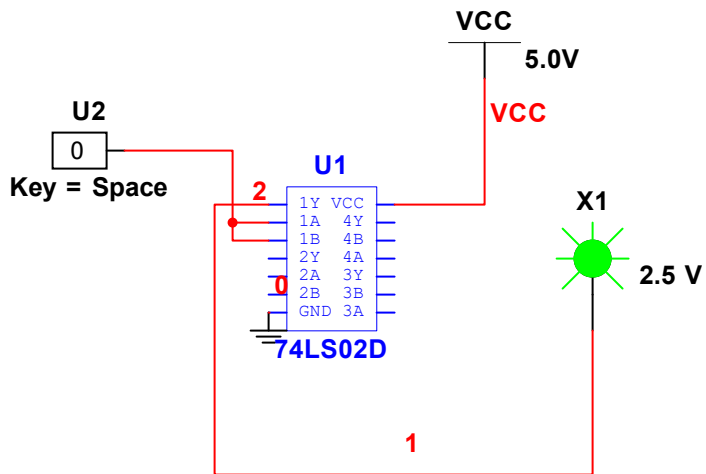 VCC
5.0V
VCC
U2
0
Key = Space
U1
2
1Y VCC
1A 4Y
1B 4B
2Y 4A
2A 3Y
0
2B 3B
GND 3A
74LS02D
X1
2.5 V
1